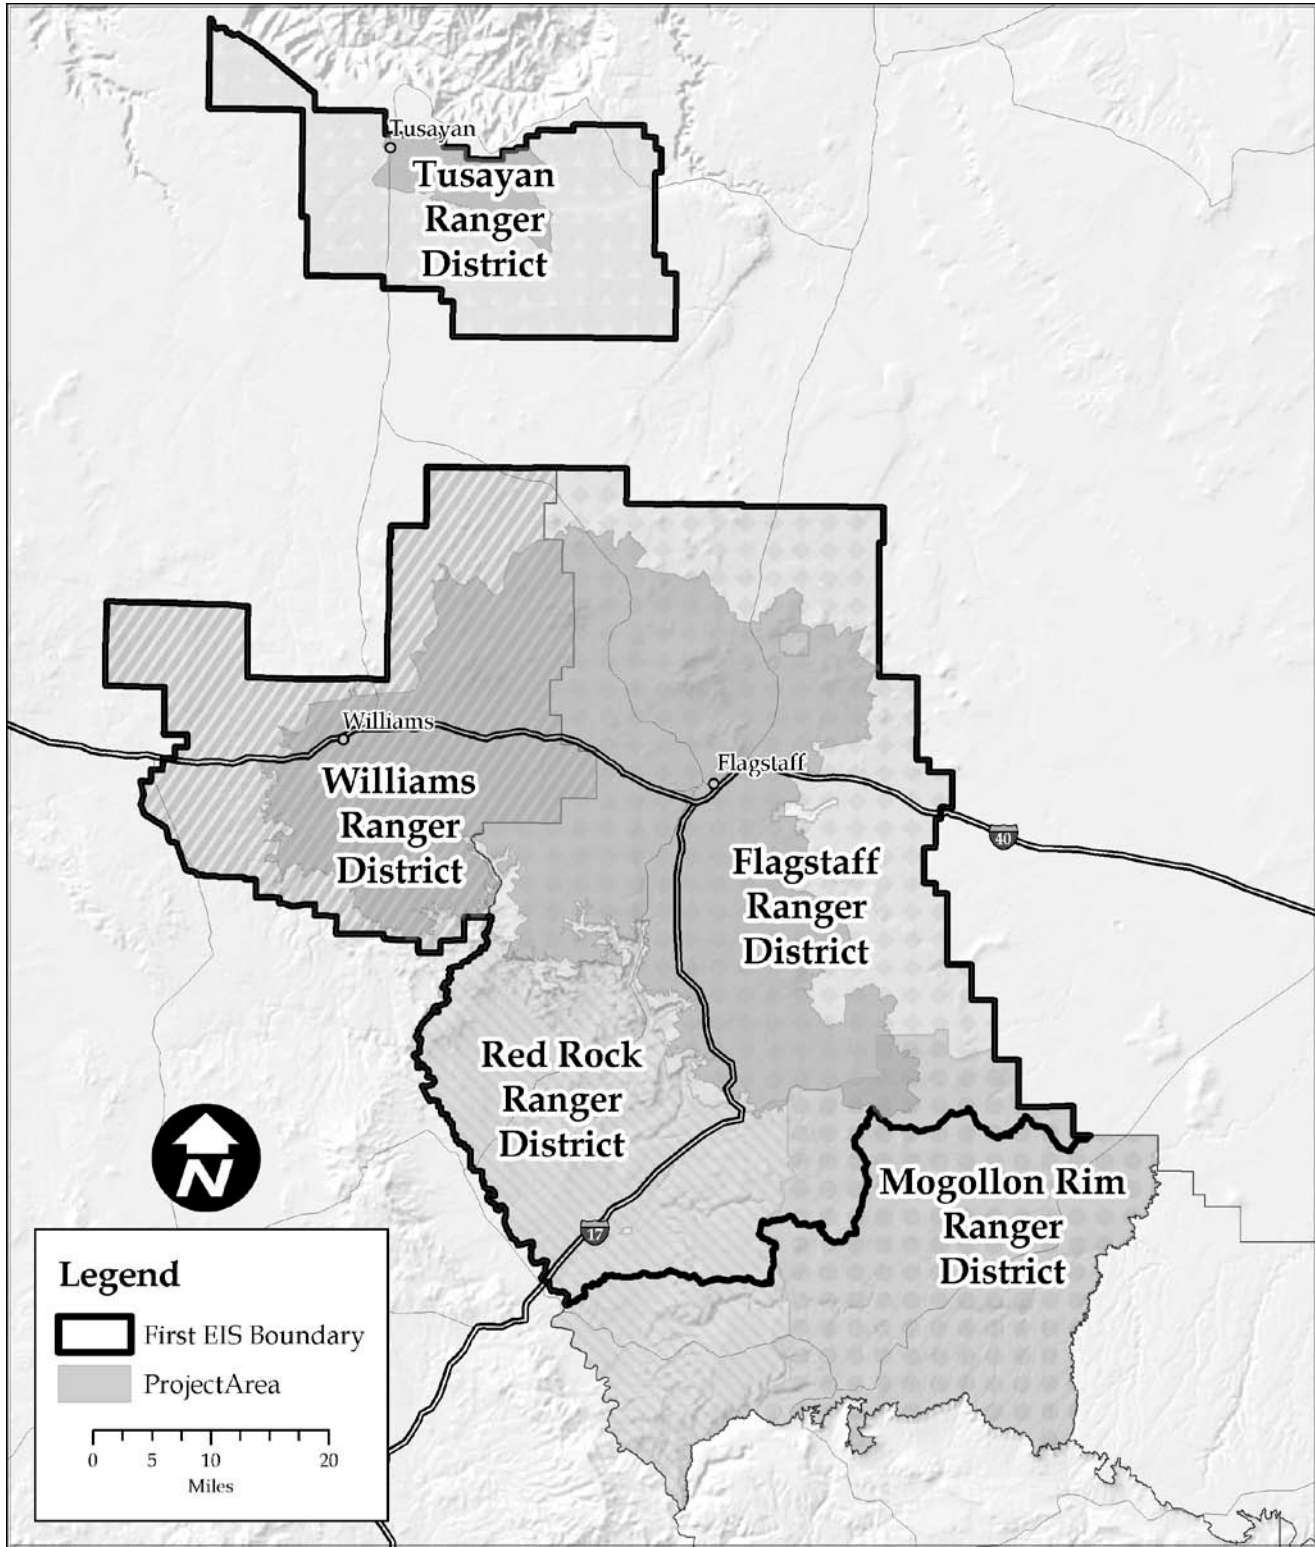 Tusayan
Tusayan
Ranger
District
Williams
Flagstaff
Williams
Ranger
District
40
Flagstaff
Ranger
District
Red Rock
Ranger
District
Mogollon Rim
Ranger
District
17
N
Legend
First EIS Boundary
ProjectArea
0 5 10 20
Miles